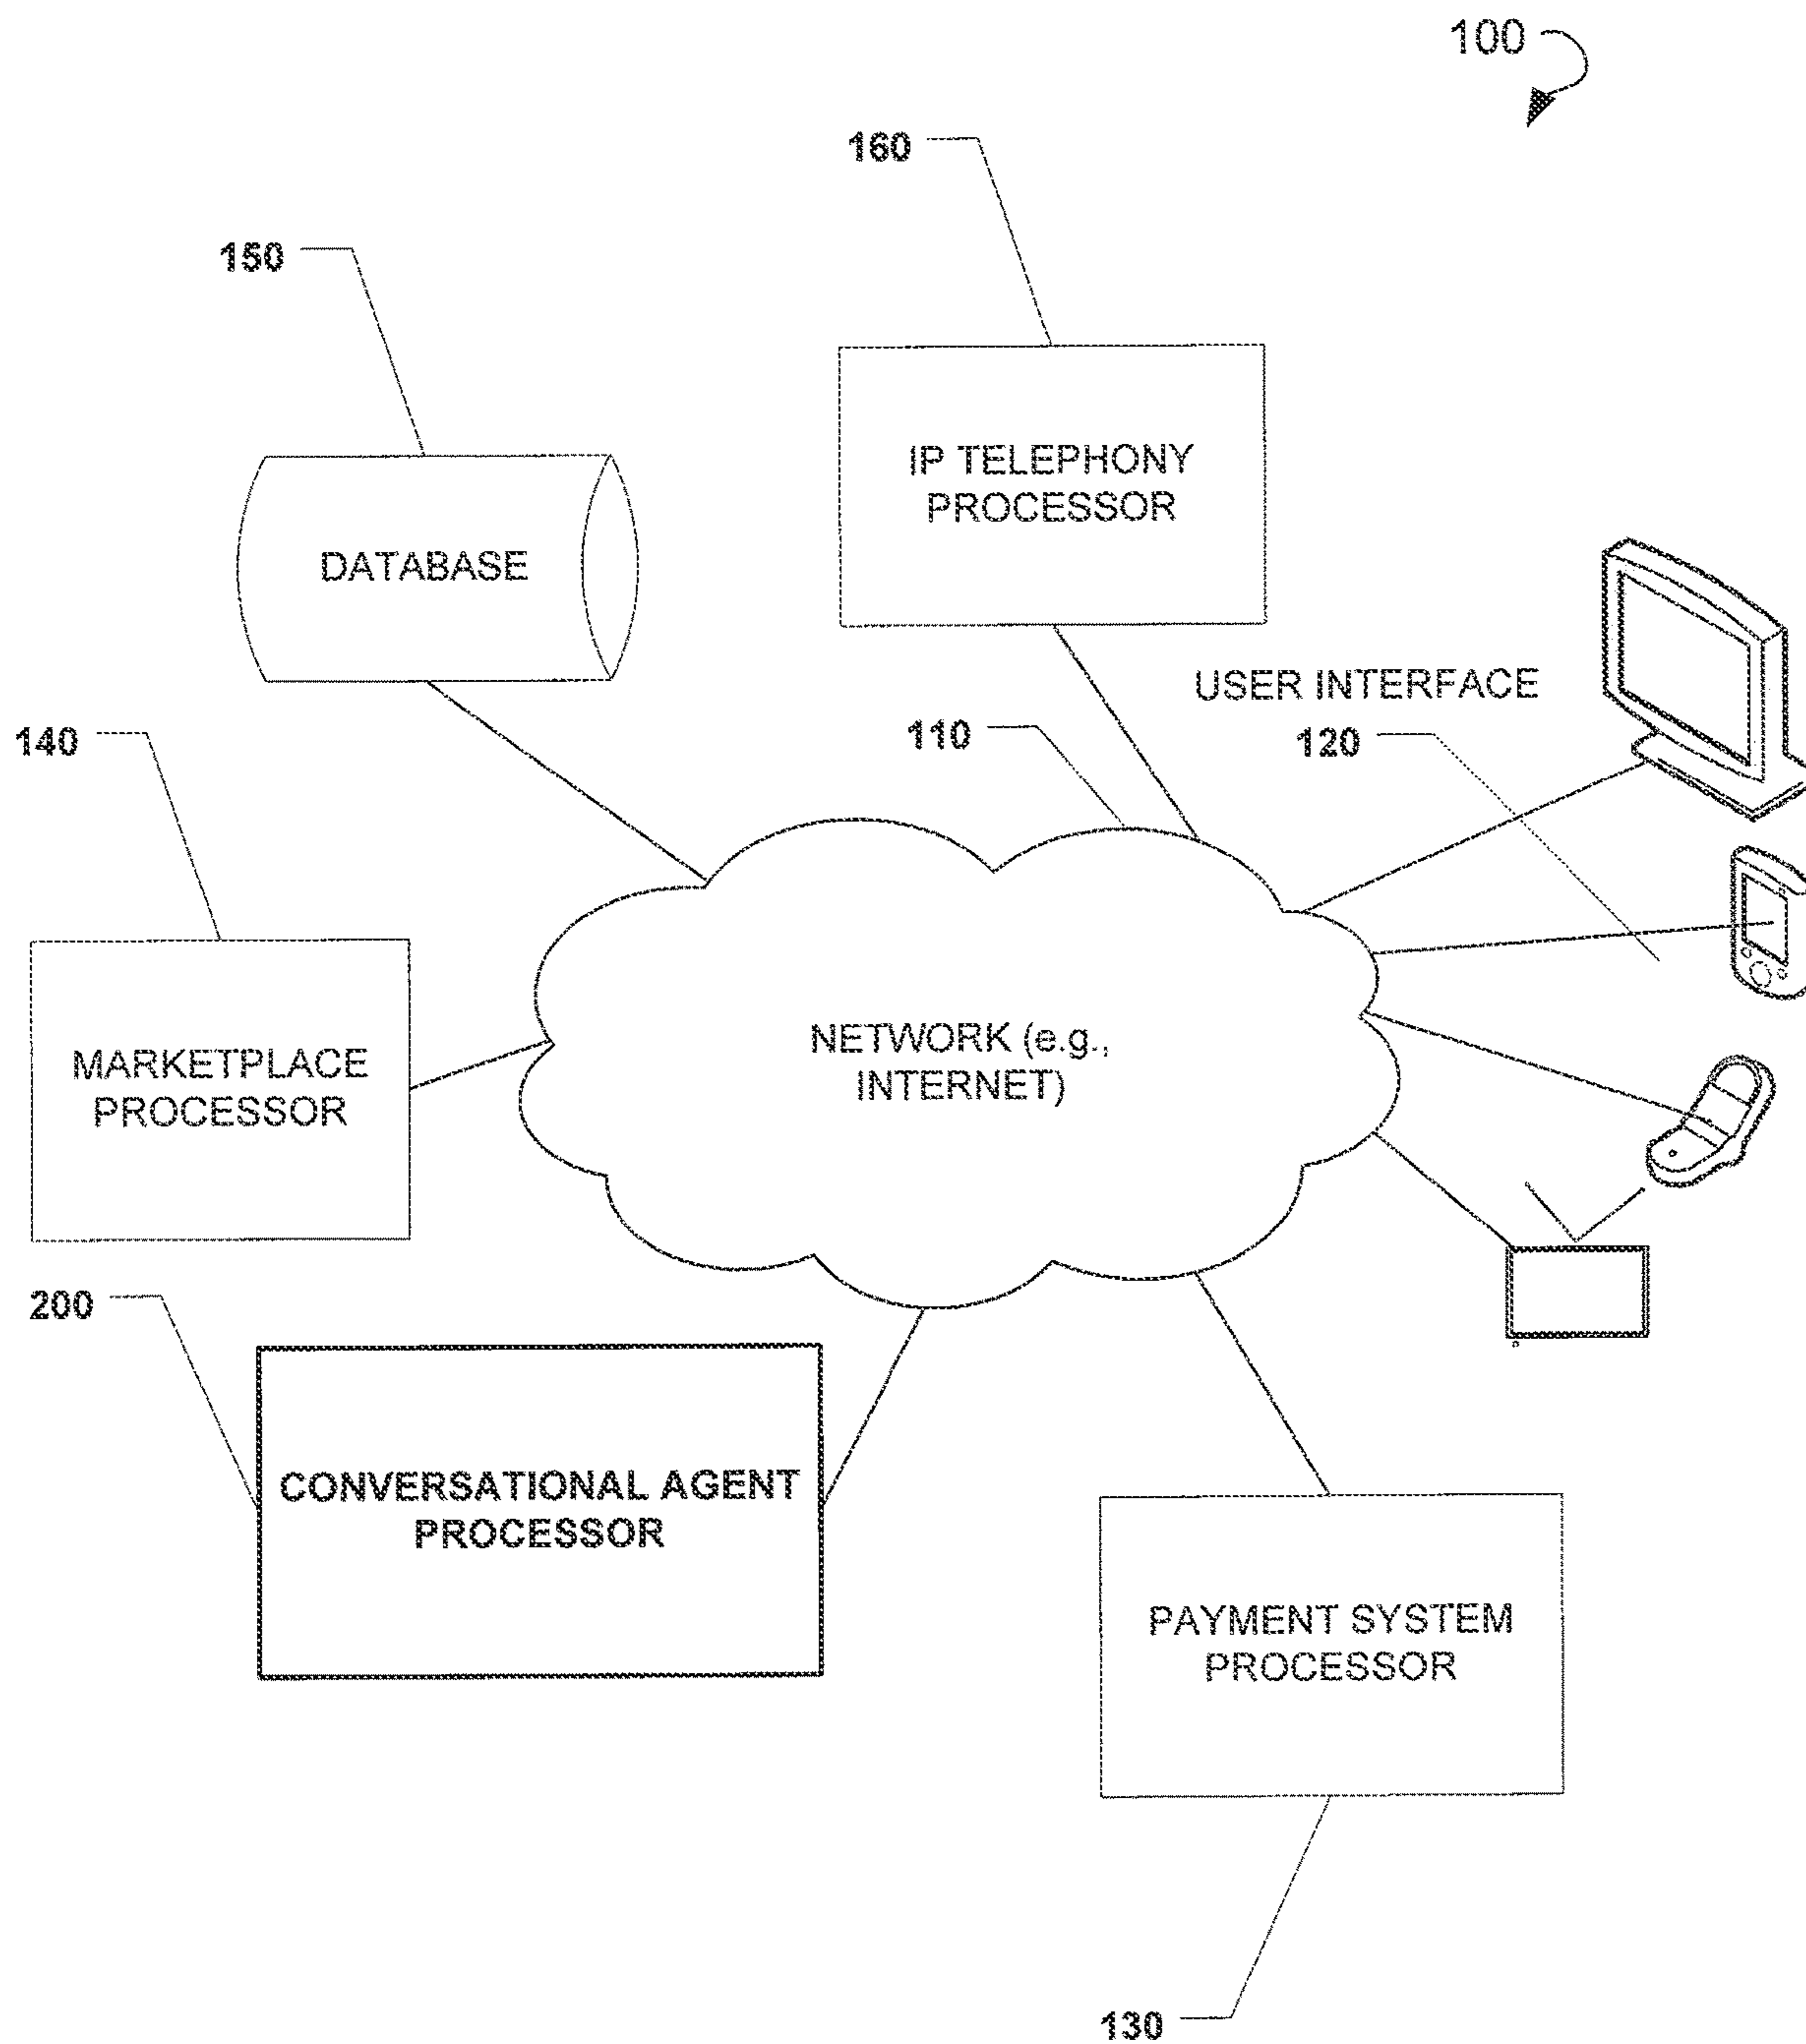 100
160
150
IP TELEPHONY
PROCESSOR
DATABASE
USER INTERFACE
140
110
120
NETWORK (e.g.,
INTERNET)
MARKETPLACE
PROCESSOR
200
CONVERSATIONAL AGENT
PROCESSOR
PAYMENT SYSTEM
PROCESSOR
130